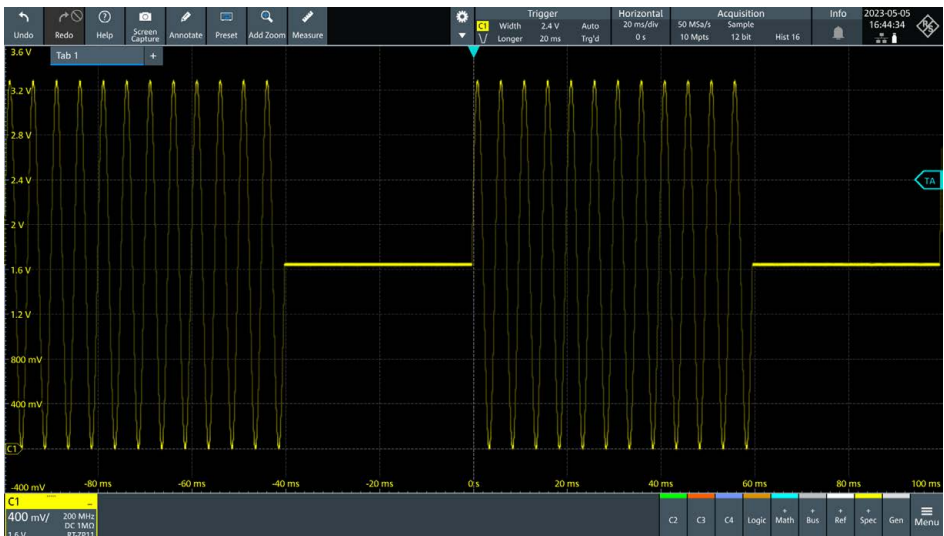 Undo Redo Help Screen Capture Annotate Preset Add Zoom Measure
Trigger Horizontal Acquisition Info 2023-05-05
C1 Width 2.4 V Auto 20 ms/div 50 MSa/s Sample 16:44:34
Longer 20 ms Trg'd 0 s 10 Mpts 12 bit Hist 16
R&S
3.6 V Tab 1 +
3.2 V
2.8 V
2.4 V TA
2 V
1.6 V
1.2 V
800 mV
400 mV
C1
-400 mV -80 ms -60 ms -40 ms -20 ms 0 s 20 ms 40 ms 60 ms 80 ms 100 ms
C1
400 mV/ 200 MHz
DC 1MΩ
1.6 V RT-ZP11
C2 C3 C4 Logic + Math + Bus + Ref + Spec Gen Menu